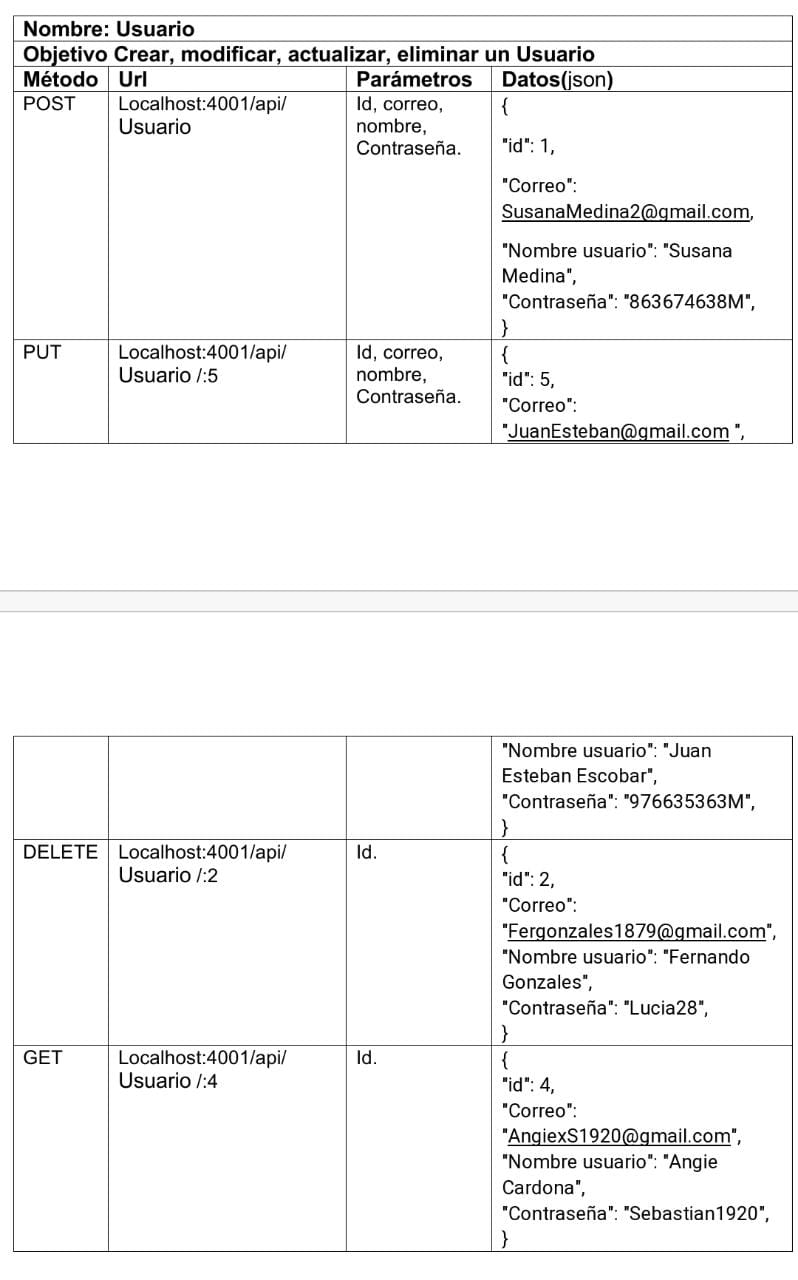 Nombre: Usuario
Objetivo Crear, modificar, actualizar, eliminar un Usuario
Método Url Parámetros Datos(json)
POST
Localhost:4001/api/
Usuario
Id, correo,
nombre,
Contraseña.
{
"id": 1,
"Correo":
SusanaMedina2@gmail.com,
"Nombre usuario": "Susana
Medina",
"Contraseña": "863674638M",
}
PUT
Localhost:4001/api/
Usuario /:5
Id, correo,
nombre,
Contraseña.
{
"id": 5,
"Correo":
"JuanEsteban@gmail.com ",
"Nombre usuario": "Juan
Esteban Escobar",
"Contraseña": "976635363M",
}
DELETE
Localhost:4001/api/
Usuario /:2
Id.
{
"id": 2,
"Correo":
"Fergonzales1879@gmail.com",
"Nombre usuario": "Fernando
Gonzales",
"Contraseña": "Lucia28",
}
GET
Localhost:4001/api/
Usuario /:4
Id.
{
"id": 4,
"Correo":
"AngiexS1920@gmail.com",
"Nombre usuario": "Angie
Cardona",
"Contraseña": "Sebastian1920",
}